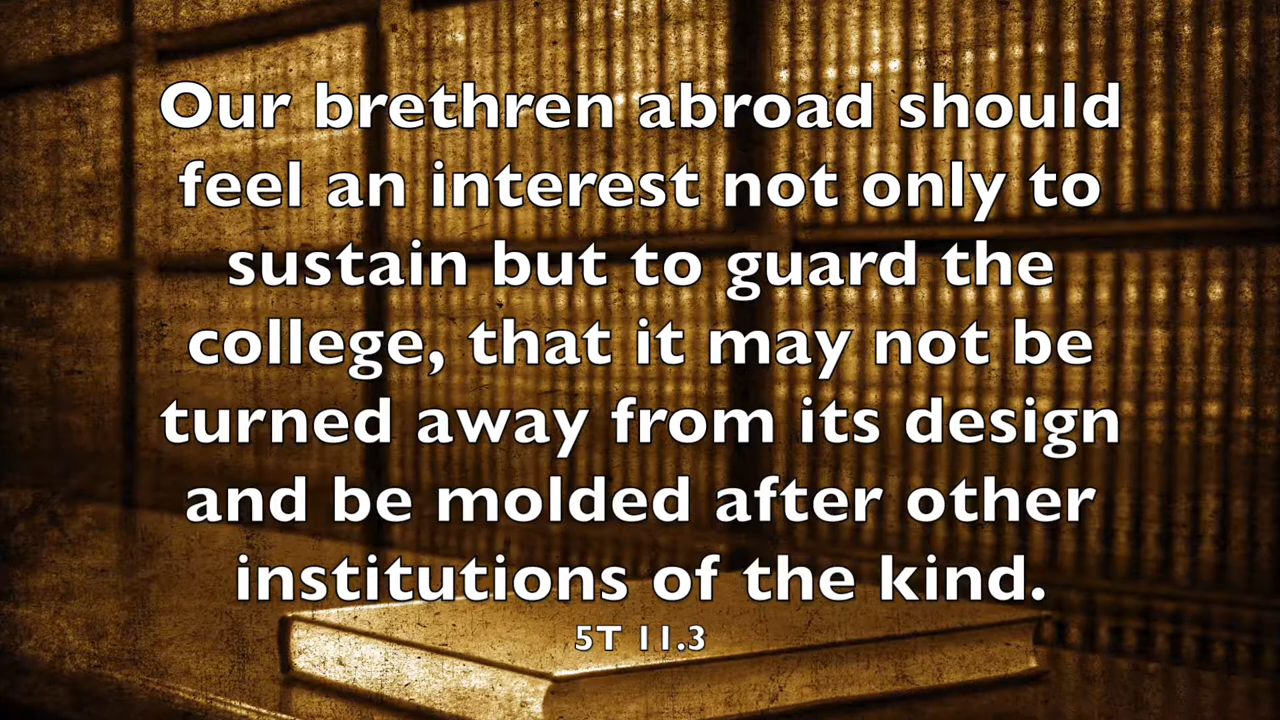 Our brethren abroad should
feel an interest not only to
sustain but to guard the
college, that it may not be
turned away from its design
and be molded after other
institutions of the kind.
5T 11.3